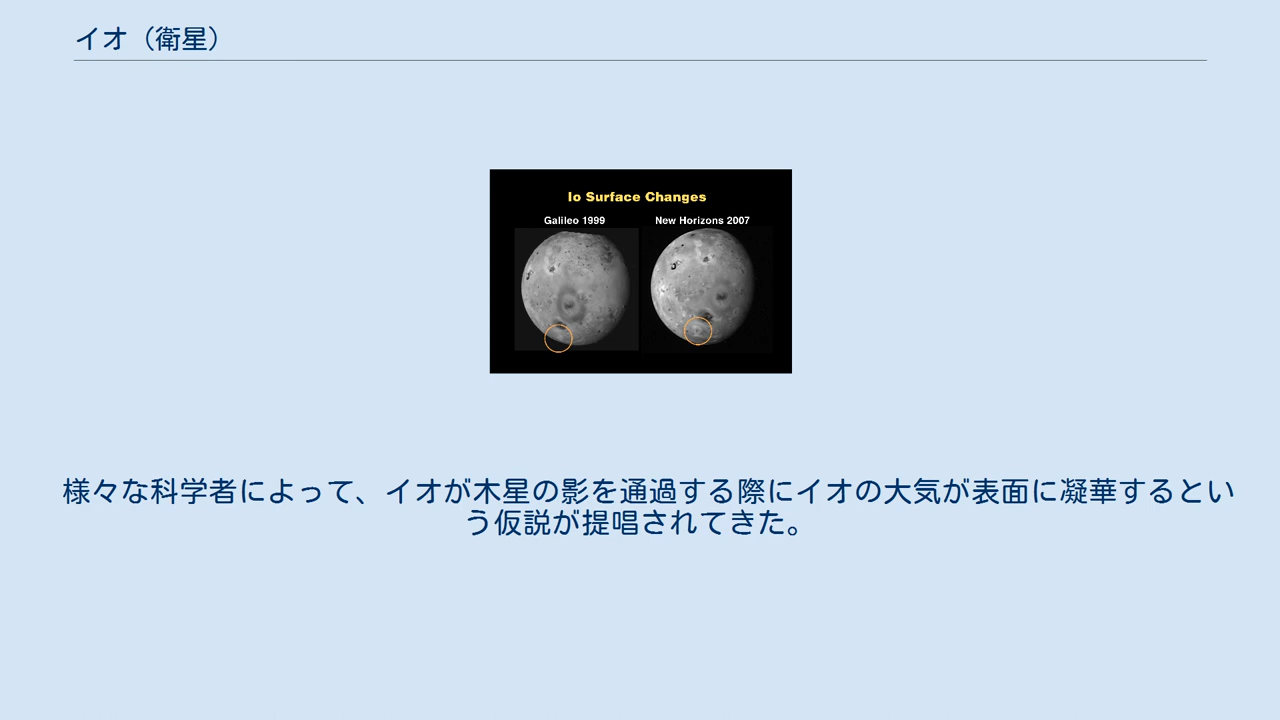 イオ（衛星）
Io Surface Changes
Galileo 1999 New Horizons 2007
様々な科学者によって、イオが木星の影を通過する際にイオの大気が表面に凝華するとい
う仮説が提唱されてきた。